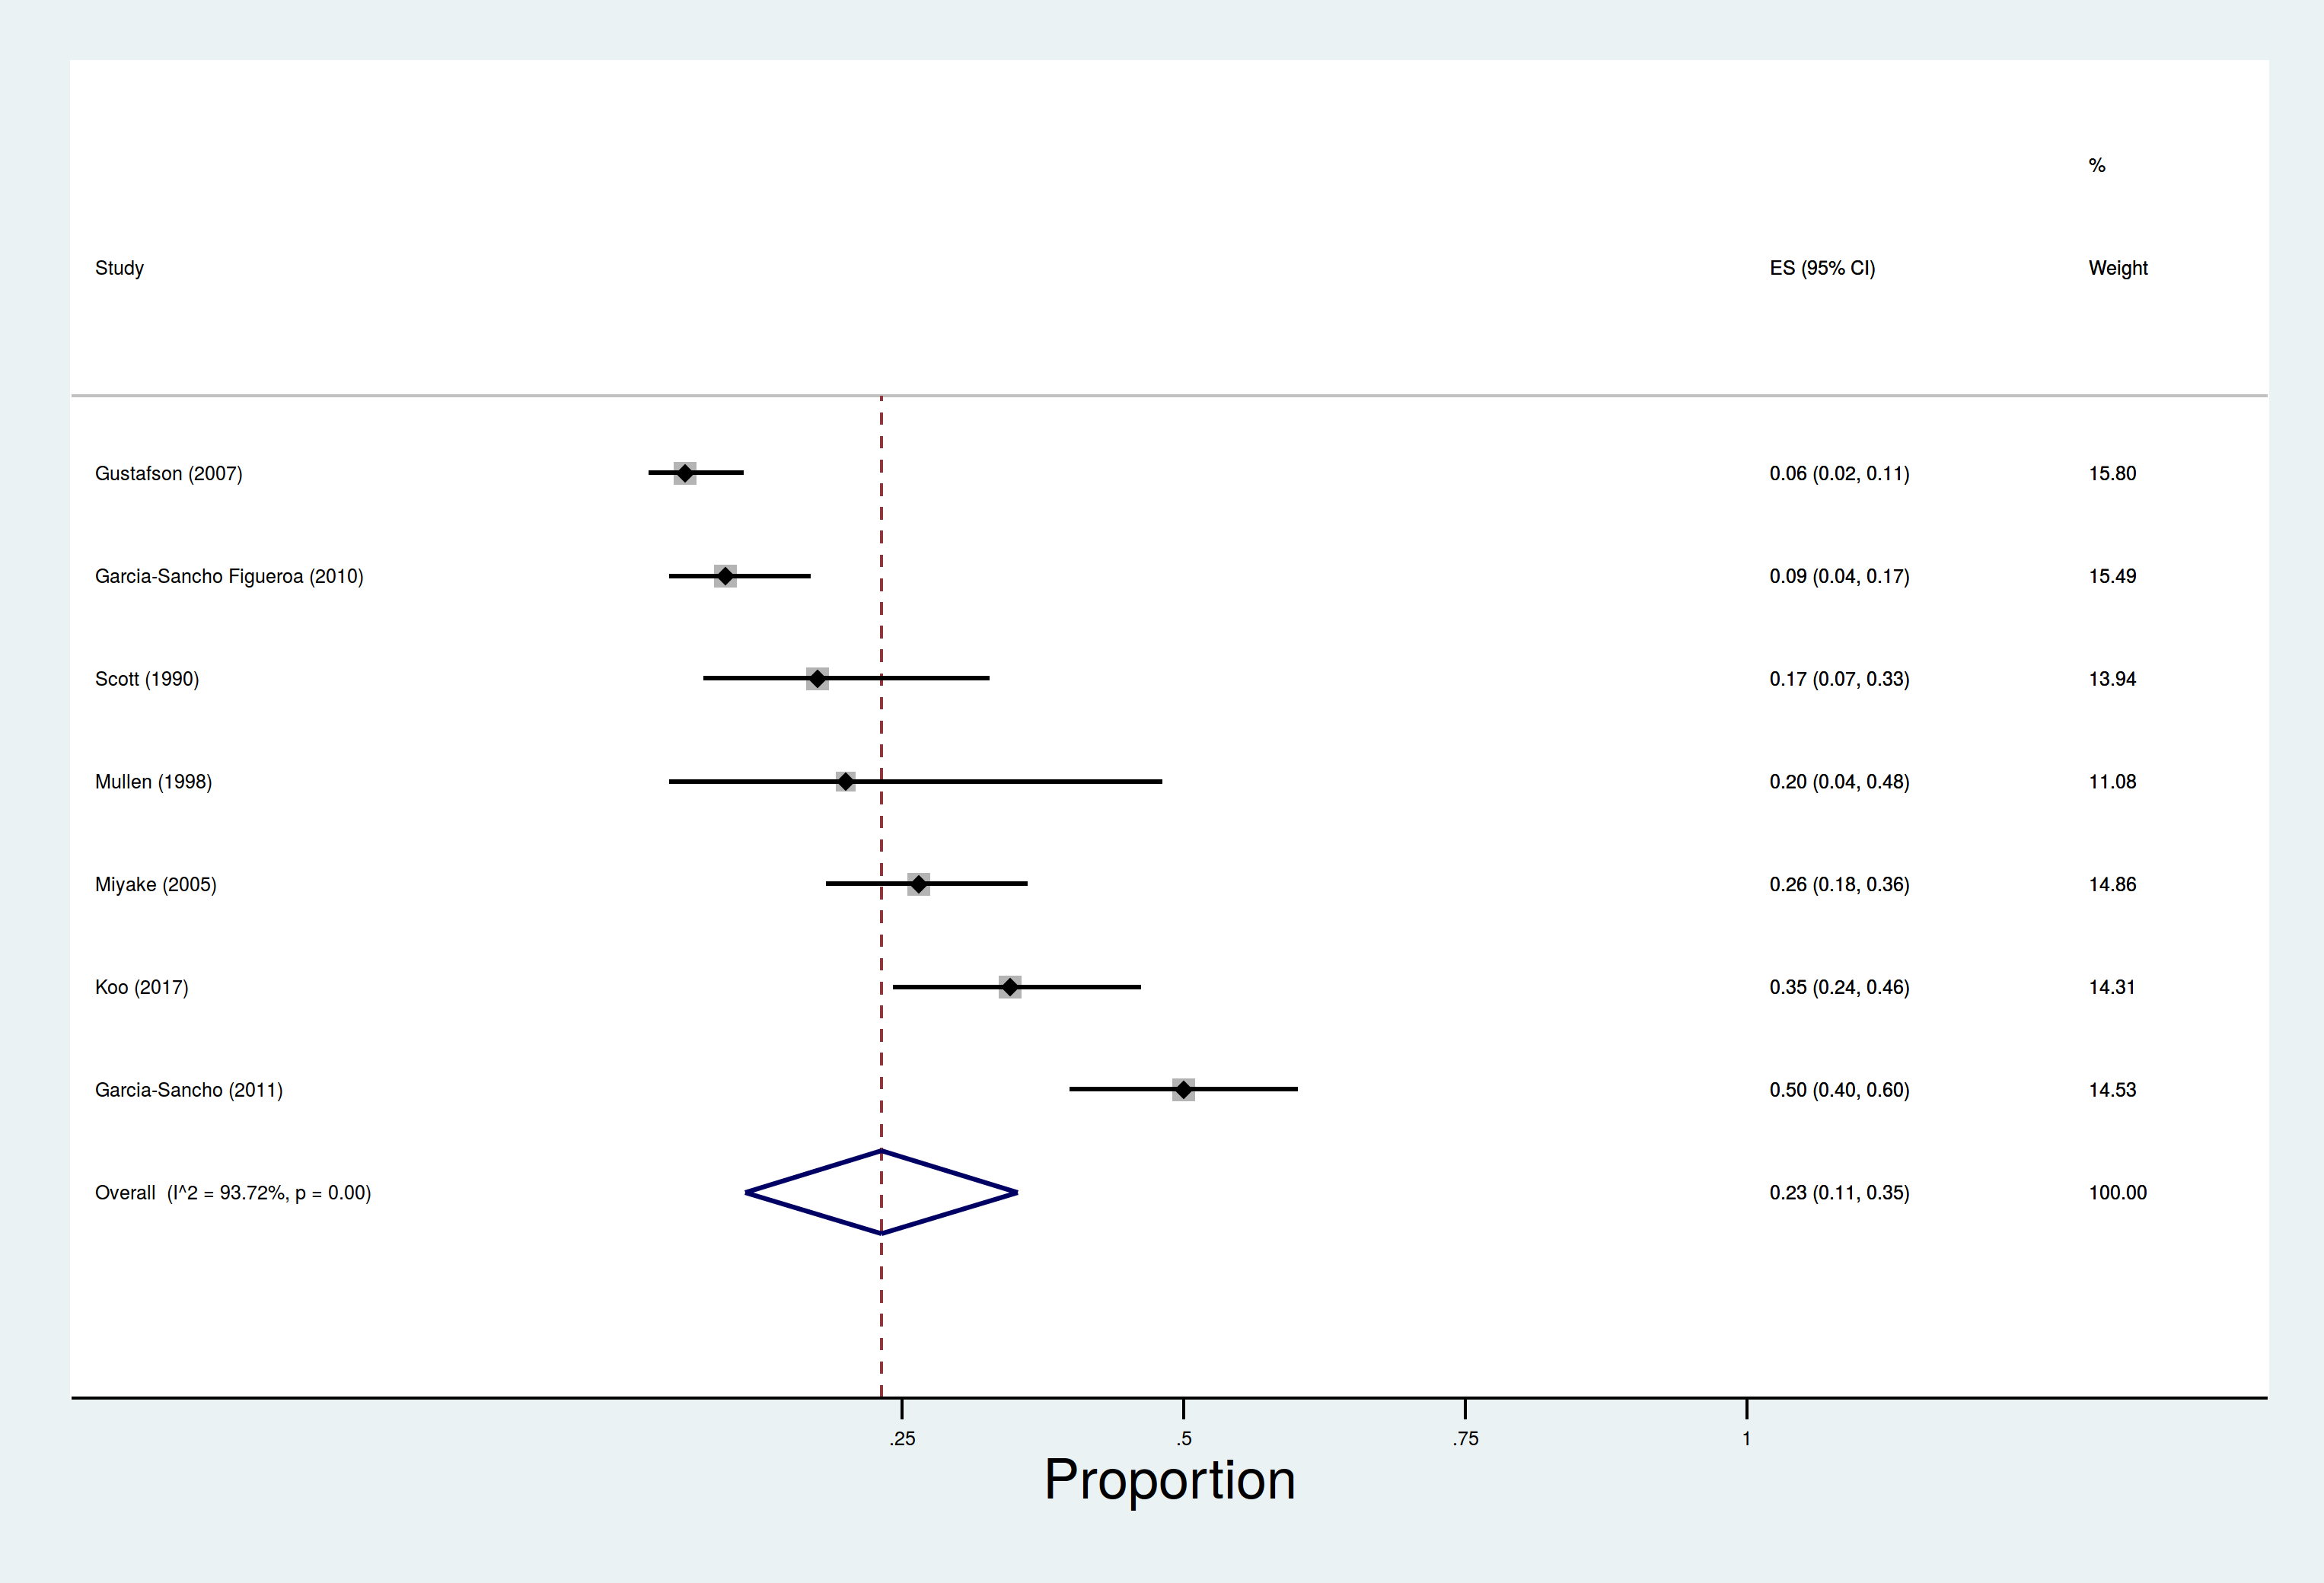 %
Study ES (95% CI) Weight
Gustafson (2007) 0.06 (0.02, 0.11) 15.80
Garcia-Sancho Figueroa (2010) 0.09 (0.04, 0.17) 15.49
Scott (1990) 0.17 (0.07, 0.33) 13.94
Mullen (1998) 0.20 (0.04, 0.48) 11.08
Miyake (2005) 0.26 (0.18, 0.36) 14.86
Koo (2017) 0.35 (0.24, 0.46) 14.31
Garcia-Sancho (2011) 0.50 (0.40, 0.60) 14.53
Overall (I^2 = 93.72%, p = 0.00) 0.23 (0.11, 0.35) 100.00
.25 .5 .75 1
Proportion